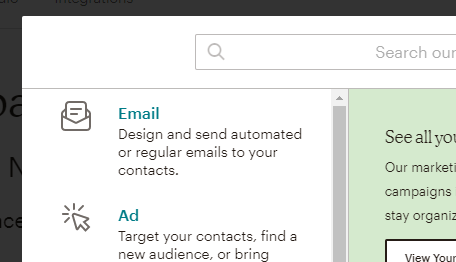 Integrations
Search our
Email
Design and send automated
or regular emails to your
contacts.
Ad
Target your contacts, find a
new audience, or bring
See all you
Our marketi
campaigns
stay organiz
View Your